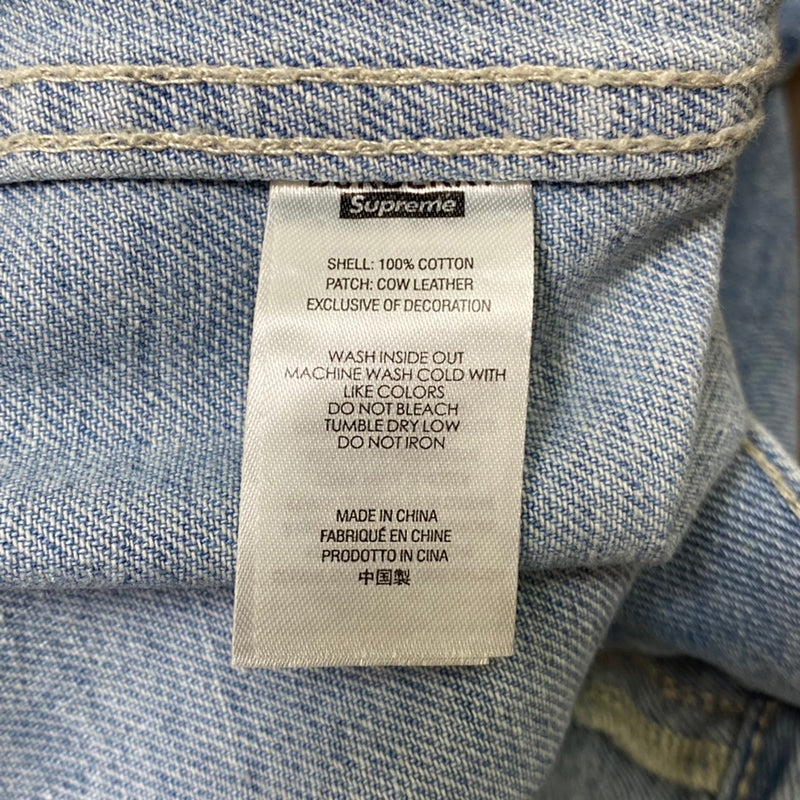 Supreme
SHELL: 100% COTTON
PATCH: COW LEATHER
EXCLUSIVE OF DECORATION
WASH INSIDE OUT
MACHINE WASH COLD WITH
LIKE COLORS
DO NOT BLEACH
TUMBLE DRY LOW
DO NOT IRON
MADE IN CHINA
FABRIQUÉ EN CHINE
PRODOTTO IN CINA
中国製